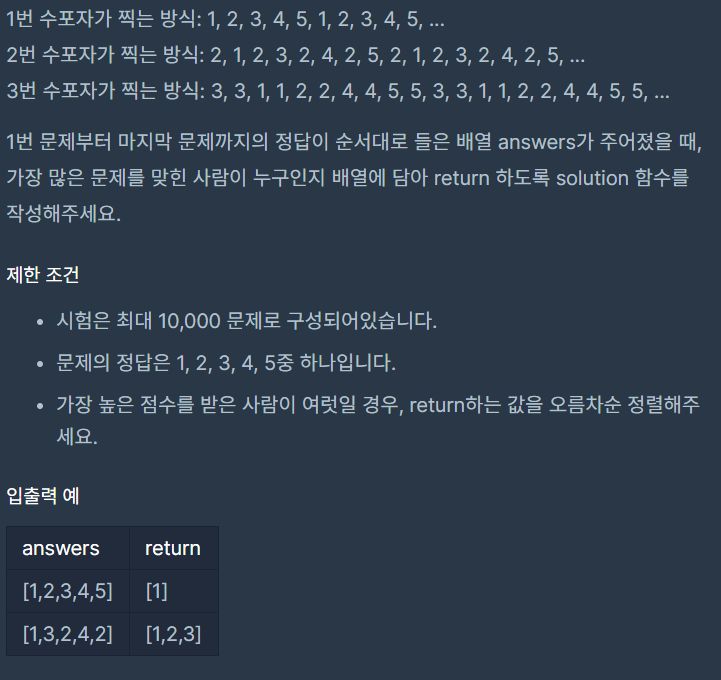 1번 수포자가 찍는 방식: 1, 2, 3, 4, 5, 1, 2, 3, 4, 5, ...
2번 수포자가 찍는 방식: 2, 1, 2, 3, 2, 4, 2, 5, 2, 1, 2, 3, 2, 4, 2, 5, ...
3번 수포자가 찍는 방식: 3, 3, 1, 1, 2, 2, 4, 4, 5, 5, 3, 3, 1, 1, 2, 2, 4, 4, 5, 5, ...
1번 문제부터 마지막 문제까지의 정답이 순서대로 들은 배열 answers가 주어졌을 때,
가장 많은 문제를 맞힌 사람이 누구인지 배열에 담아 return 하도록 solution 함수를
작성해주세요.
제한 조건
• 시험은 최대 10,000 문제로 구성되어있습니다.
• 문제의 정답은 1, 2, 3, 4, 5중 하나입니다.
• 가장 높은 점수를 받은 사람이 여럿일 경우, return하는 값을 오름차순 정렬해주
세요.
입출력 예
answers return
[1,2,3,4,5] [1]
[1,3,2,4,2] [1,2,3]